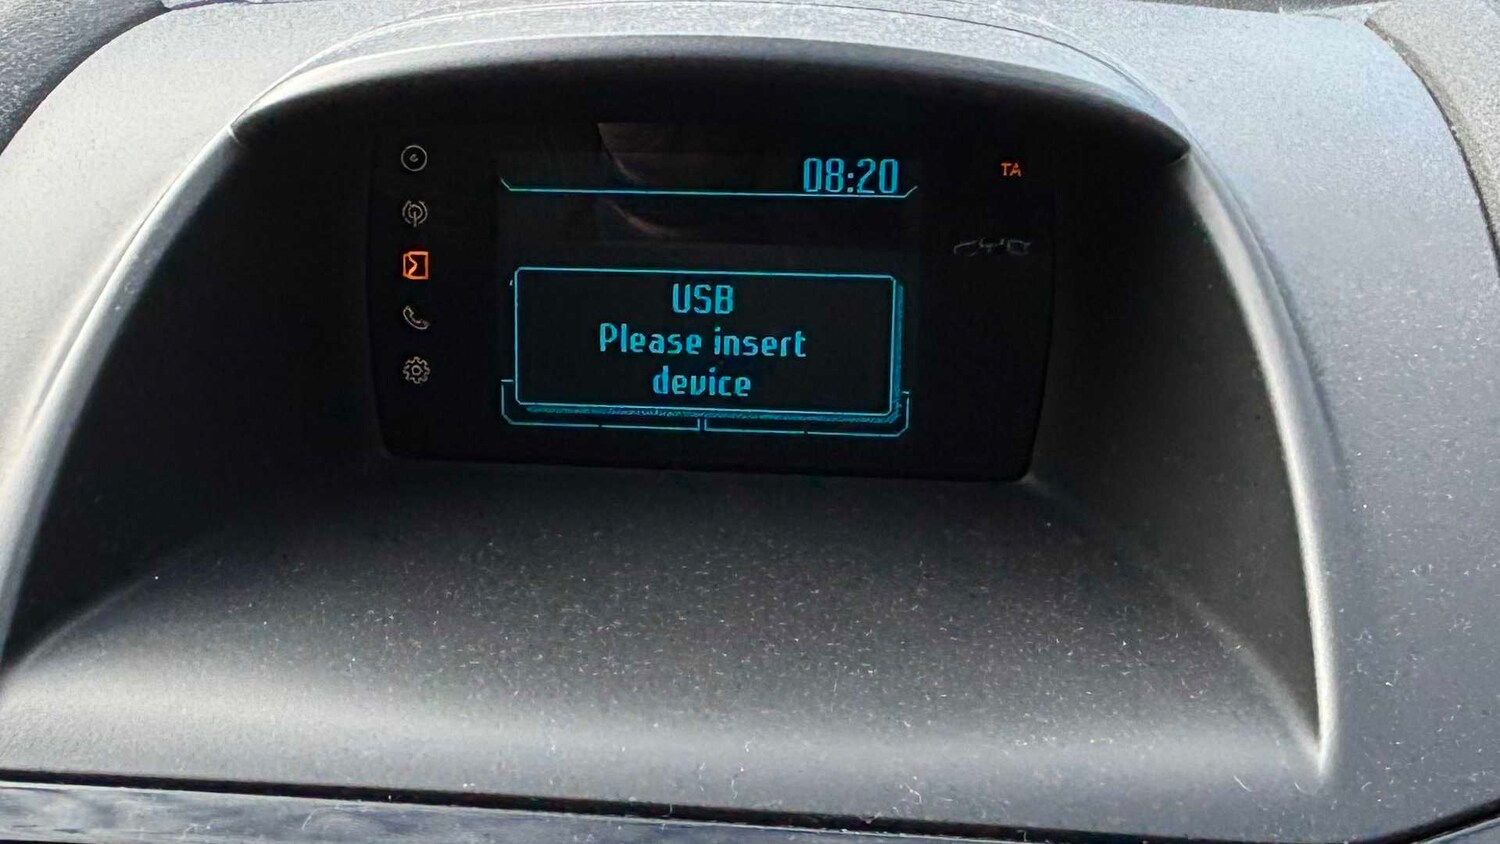 08:20
TA
USB
Please insert
device